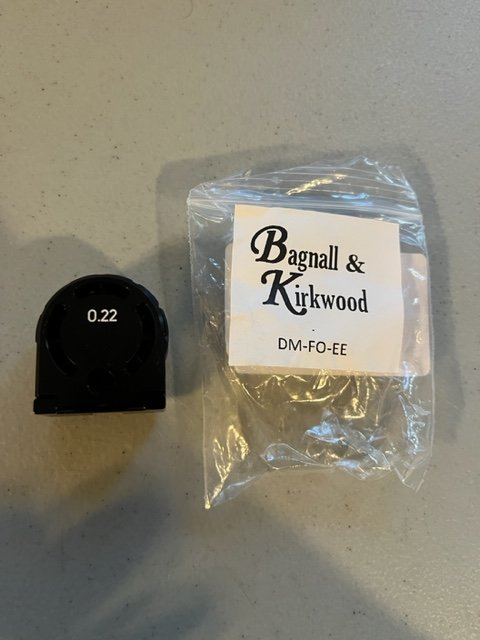 0.22
Bagnall &
Kirkwood
DM-FO-EE